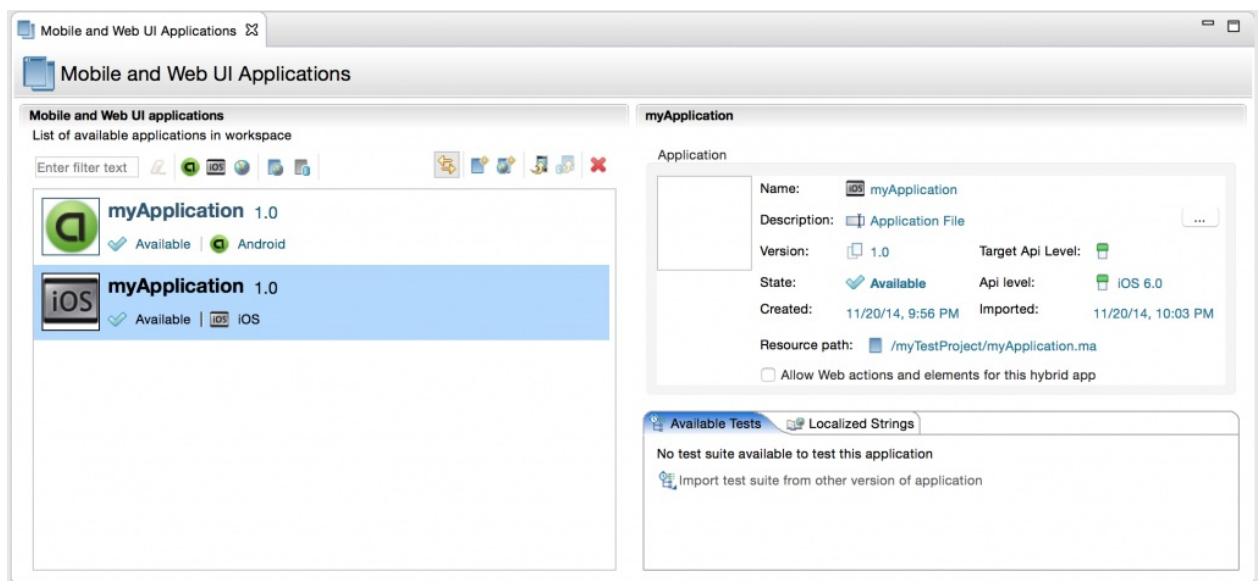 Mobile and Web UI Applications
Mobile and Web UI Applications
Mobile and Web UI applications
List of available applications in workspace
Enter filter text
iOS
myApplication 1.0
Available | Android
iOS
myApplication 1.0
Available | iOS iOS
myApplication
Application
Name: iOS myApplication
Description: Application File
...
Version: 1.0 Target Api Level:
State: Available Api level: iOS 6.0
Created: 11/20/14, 9:56 PM Imported: 11/20/14, 10:03 PM
Resource path: /myTestProject/myApplication.ma
Allow Web actions and elements for this hybrid app
Available Tests Localized Strings
No test suite available to test this application
Import test suite from other version of application